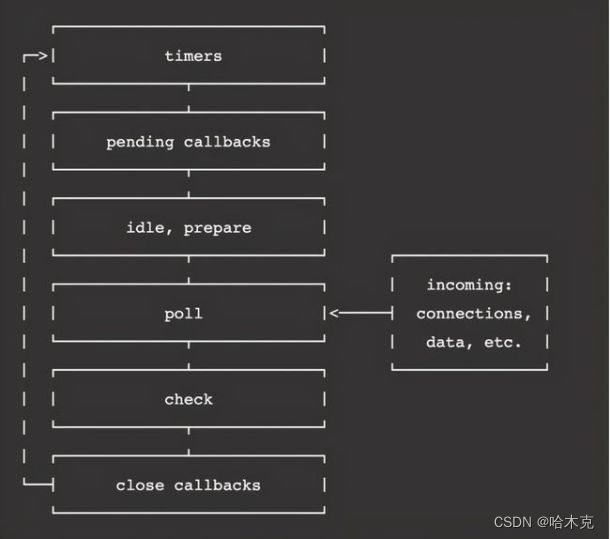 timers
pending callbacks
idle, prepare
poll
incoming:
connections,
data, etc.
check
close callbacks
CSDN @哈木克